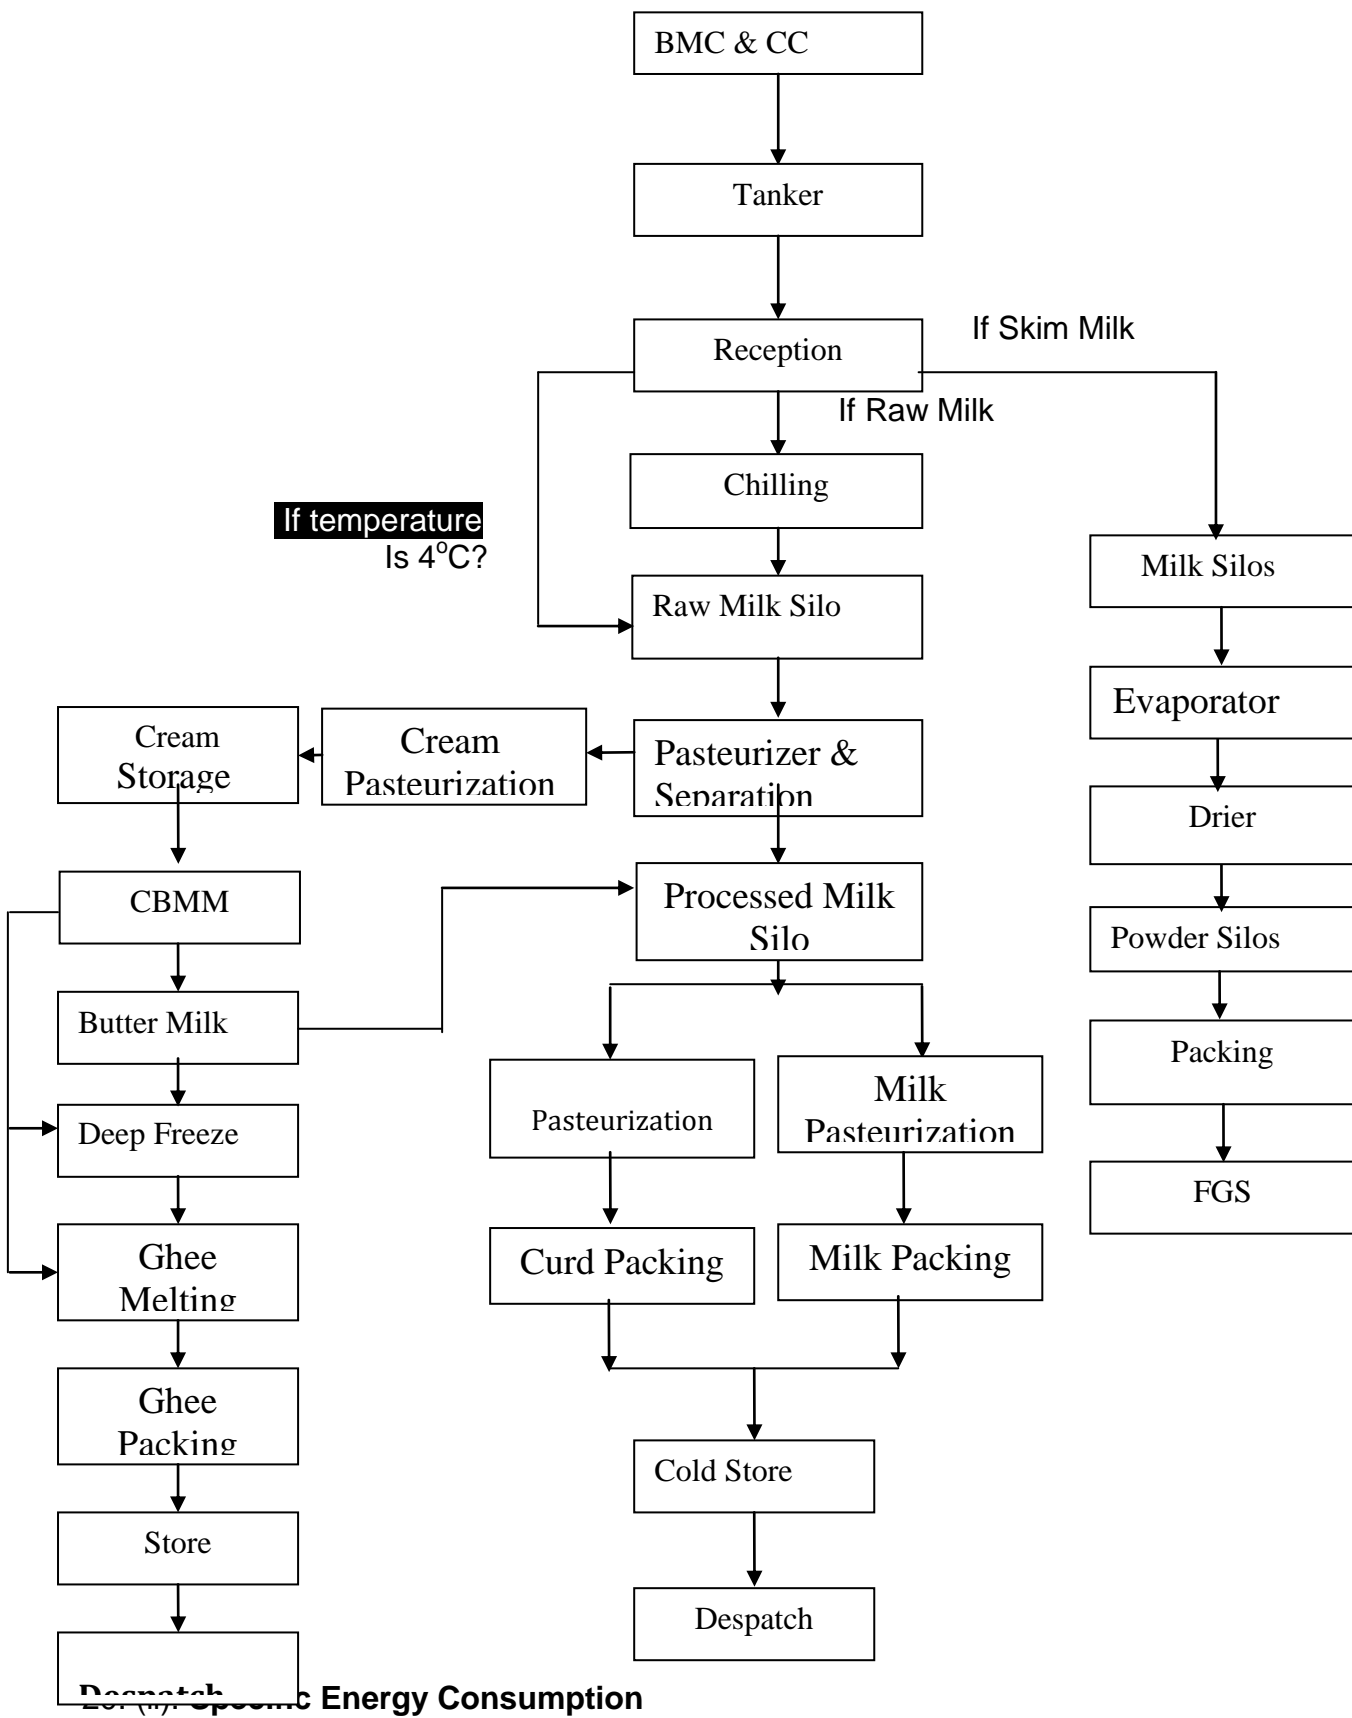 BMC & CC
Tanker
Reception
If Skim Milk
If Raw Milk
Chilling
If temperature
Is 4°C?
Raw Milk Silo
Milk Silos
Evaporator
Drier
Powder Silos
Packing
FGS
Pasteurizer &
Separation
Cream
Pasteurization
Cream
Storage
CBMM
Butter Milk
Deep Freeze
Ghee
Melting
Ghee
Packing
Store
Despatch
Processed Milk
Silo
Pasteurization
Milk
Pasteurization
Curd Packing
Milk Packing
Cold Store
Despatch
Specific Energy Consumption